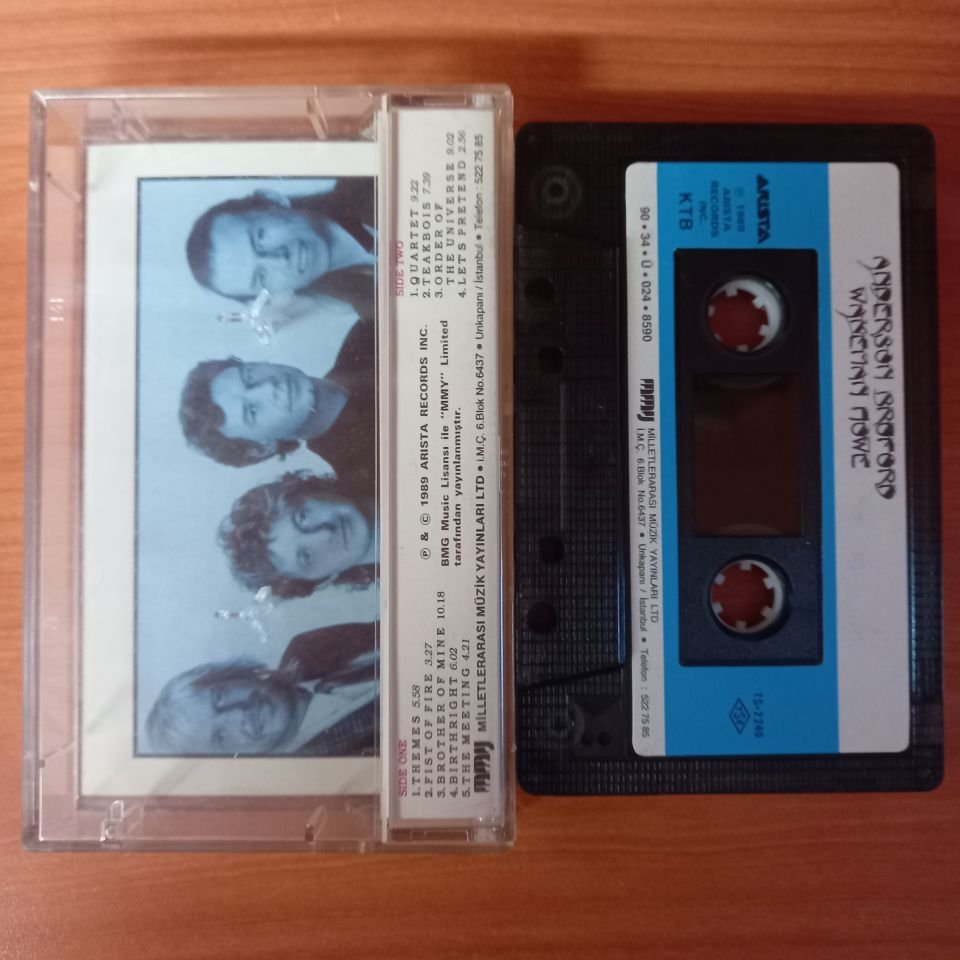 SIDE ONE
1. THEMES 5.58
2. FIST OF FIRE 3.27
3. BROTHER OF MINE 10.18
4. BIRTHRIGHT 6.02
5. THE MEETING 4.21
℗ & © 1989 ARISTA RECORDS INC.
BMG Music Lisansı ile "MMY" Limited
tarafından yayınlanmıştır.
SIDE TWO
1. QUARTET 9.22
2. TEAKBOIS 7.39
3. ORDER OF
THE UNIVERSE 9.02
4. LET'S PRETEND 2.56
mmy MİLLETLERARASI MÜZİK YAYINLARI LTD • İ.M.Ç. 6.Blok No.6437 • Unkapanı / İstanbul • Telefon : 522 75 85
ANDERSON BRUFORD
WAKEMAN HOWE
ARISTA
℗ 1989
ARISTA
RECORDS
INC.
KTB
TS-7246
TSE
90 • 34 • Ü • 024 • 8590
mmy MİLLETLERARASI MÜZİK YAYINLARI LTD.
İ.M.Ç. 6.Blok No.6437 • Unkapanı / İstanbul • Telefon : 522 75 85